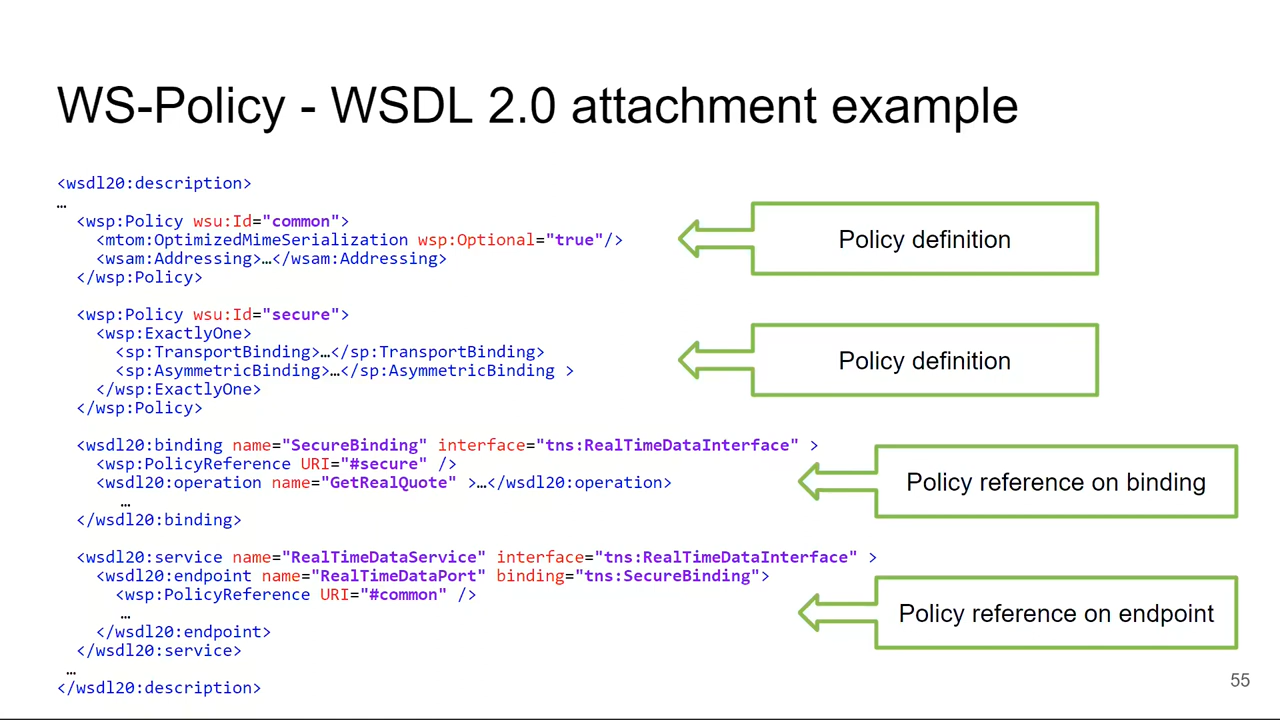 WS-Policy - WSDL 2.0 attachment example
<wsdl20:description>
…
<wsp:Policy wsu:Id="common">
<mtom:OptimizedMimeSerialization wsp:Optional="true"/>
<wsam:Addressing>…</wsam:Addressing>
</wsp:Policy>
Policy definition
<wsp:Policy wsu:Id="secure">
<wsp:ExactlyOne>
<sp:TransportBinding>…</sp:TransportBinding>
<sp:AsymmetricBinding>…</sp:AsymmetricBinding >
</wsp:ExactlyOne>
</wsp:Policy>
Policy definition
<wsdl20:binding name="SecureBinding" interface="tns:RealTimeDataInterface" >
<wsp:PolicyReference URI="#secure" />
<wsdl20:operation name="GetRealQuote" >…</wsdl20:operation>
…
</wsdl20:binding>
Policy reference on binding
<wsdl20:service name="RealTimeDataService" interface="tns:RealTimeDataInterface" >
<wsdl20:endpoint name="RealTimeDataPort" binding="tns:SecureBinding">
<wsp:PolicyReference URI="#common" />
…
</wsdl20:endpoint>
</wsdl20:service>
Policy reference on endpoint
…
</wsdl20:description>
55